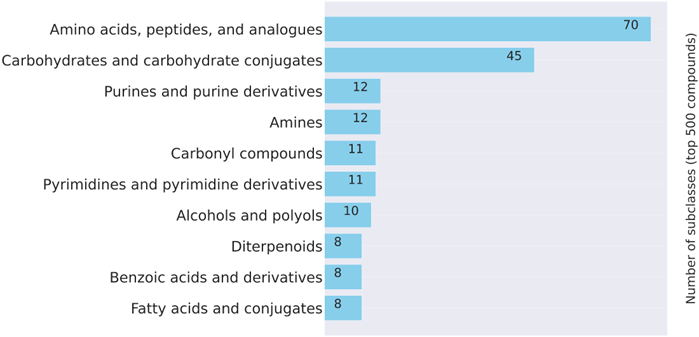 Amino acids, peptides, and analogues 70
Carbohydrates and carbohydrate conjugates 45
Purines and purine derivatives 12
Amines 12
Carbonyl compounds 11
Pyrimidines and pyrimidine derivatives 11
Alcohols and polyols 10
Diterpenoids 8
Benzoic acids and derivatives 8
Fatty acids and conjugates 8
Number of subclasses (top 500 compounds)